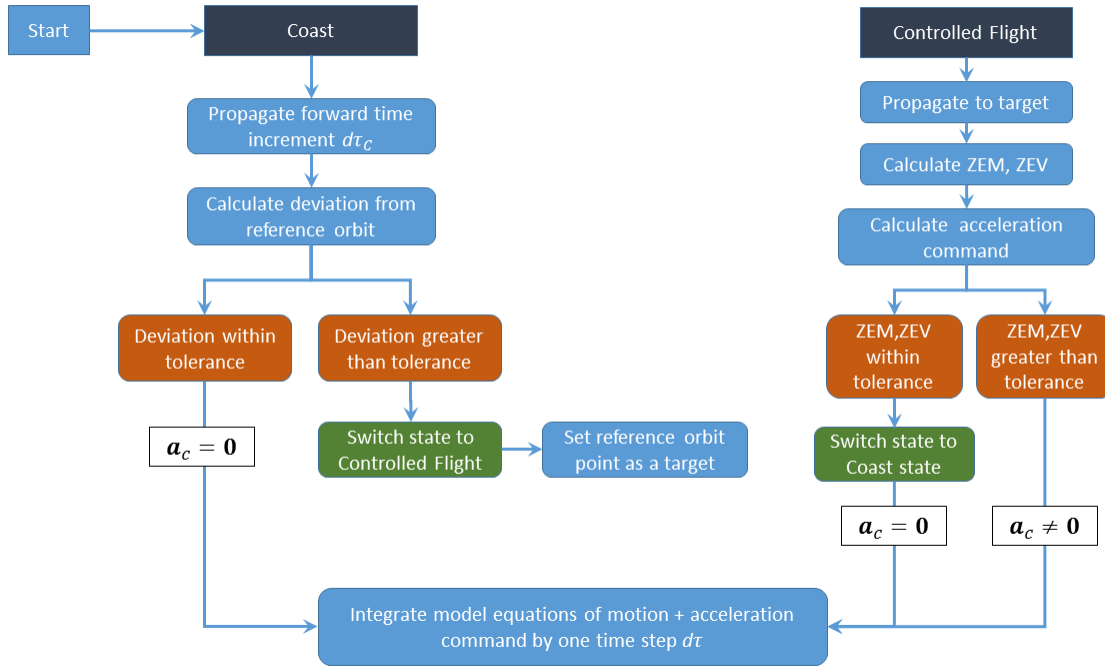 Start
Coast
Propagate forward time
increment dτ_C
Calculate deviation from
reference orbit
Deviation within
tolerance
Deviation greater
than tolerance
a_c = 0
Switch state to
Controlled Flight
Set reference orbit
point as a target
Controlled Flight
Propagate to target
Calculate ZEM, ZEV
Calculate acceleration
command
ZEM,ZEV
within
tolerance
ZEM,ZEV
greater than
tolerance
Switch state to
Coast state
a_c = 0
a_c ≠ 0
Integrate model equations of motion + acceleration
command by one time step dτ